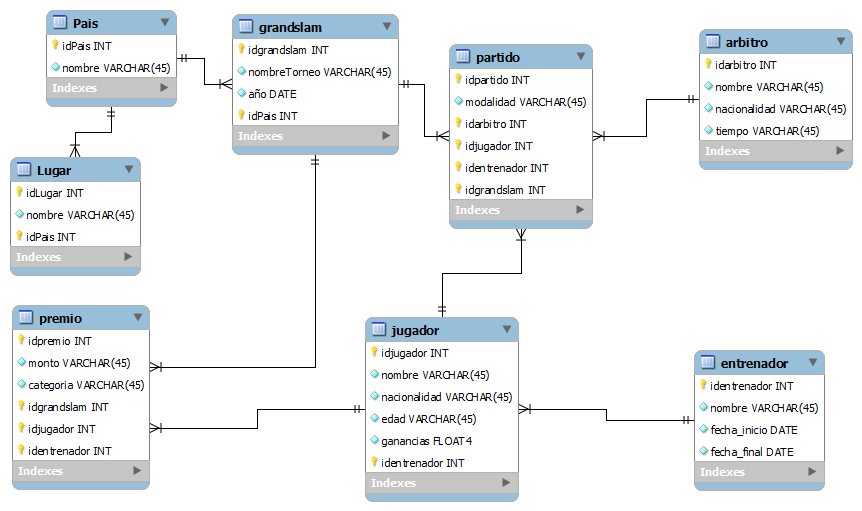 Pais
idPais INT
nombre VARCHAR(45)
Indexes
grandslam
idgrandslam INT
nombreTorneo VARCHAR(45)
año DATE
idPais INT
Indexes
partido
idpartido INT
modalidad VARCHAR(45)
idarbitro INT
idjugador INT
identrenador INT
idgrandslam INT
Indexes
arbitro
idarbitro INT
nombre VARCHAR(45)
nacionalidad VARCHAR(45)
tiempo VARCHAR(45)
Indexes
Lugar
idLugar INT
nombre VARCHAR(45)
idPais INT
Indexes
premio
idpremio INT
monto VARCHAR(45)
categoria VARCHAR(45)
idgrandslam INT
idjugador INT
identrenador INT
Indexes
jugador
idjugador INT
nombre VARCHAR(45)
nacionalidad VARCHAR(45)
edad VARCHAR(45)
ganancias FLOAT4
identrenador INT
Indexes
entrenador
identrenador INT
nombre VARCHAR(45)
fecha_inicio DATE
fecha_final DATE
Indexes